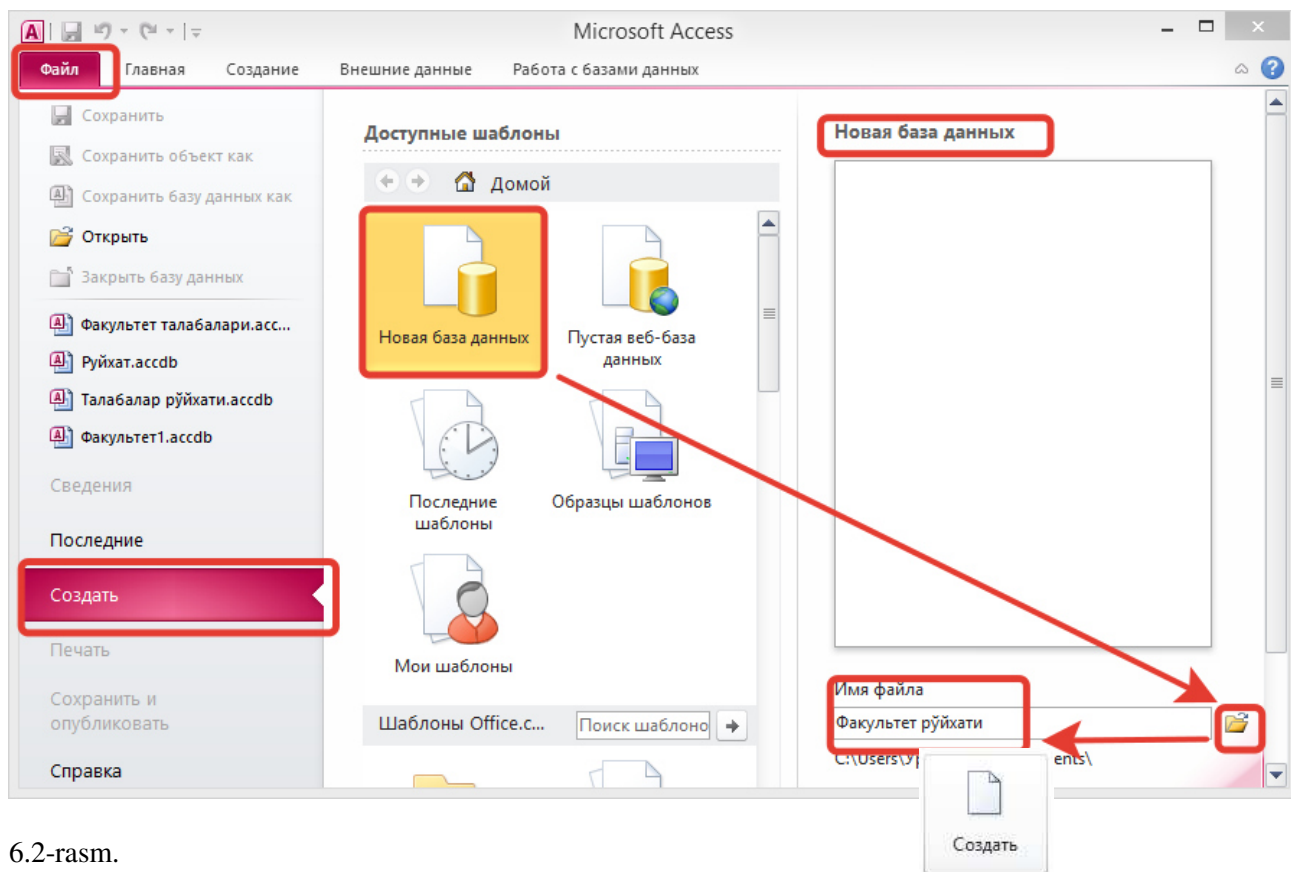 Microsoft Access
Файл Главная Создание Внешние данные Работа с базами данных
Сохранить
Сохранить объект как
Сохранить базу данных как
Открыть
Закрыть базу данных
Факультет талабалари.acc...
Руйхат.accdb
Талабалар рўйхати.accdb
Факультет1.accdb
Сведения
Последние
Создать
Печать
Сохранить и
опубликовать
Справка
Доступные шаблоны
Домой
Новая база данных
Пустая веб-база
данных
Последние
шаблоны
Образцы шаблонов
Мои шаблоны
Шаблоны Office.c...
Поиск шаблоно
Новая база данных
Имя файла
Факультет рўйхати
C:\Users\Ур ents\
Создать
6.2-rasm.